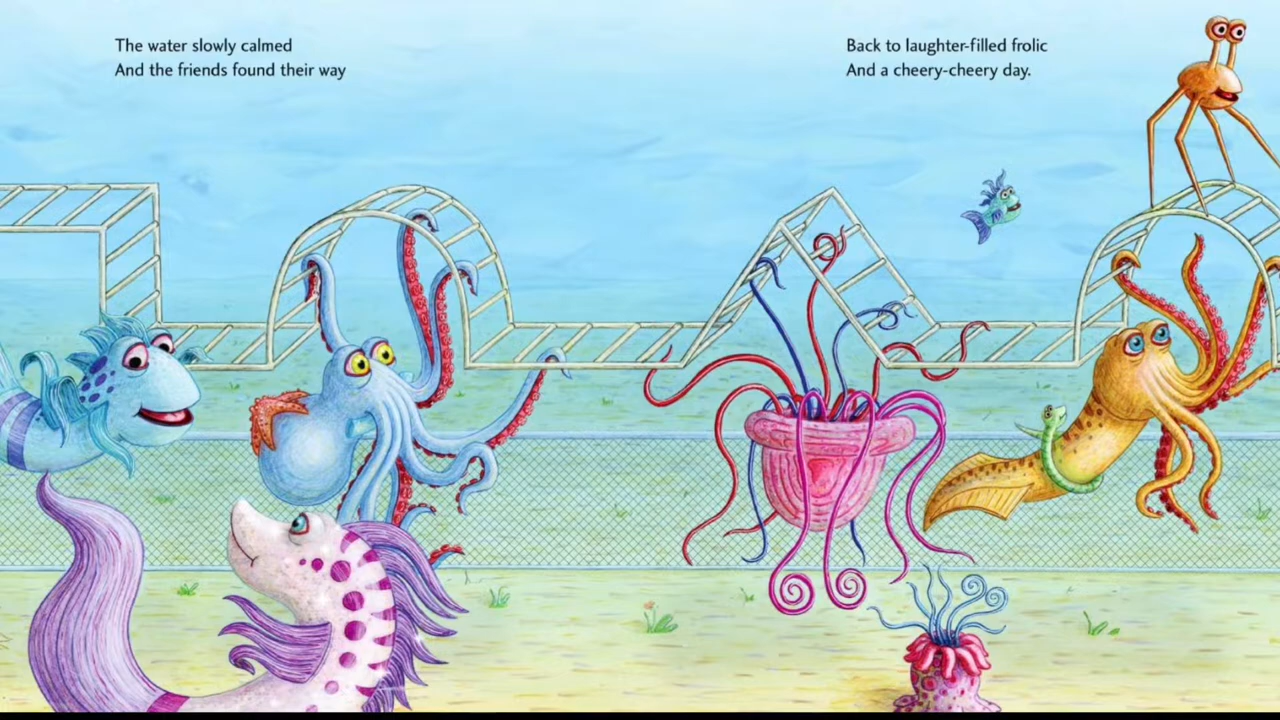 The water slowly calmed
And the friends found their way
Back to laughter-filled frolic
And a cheery-cheery day.